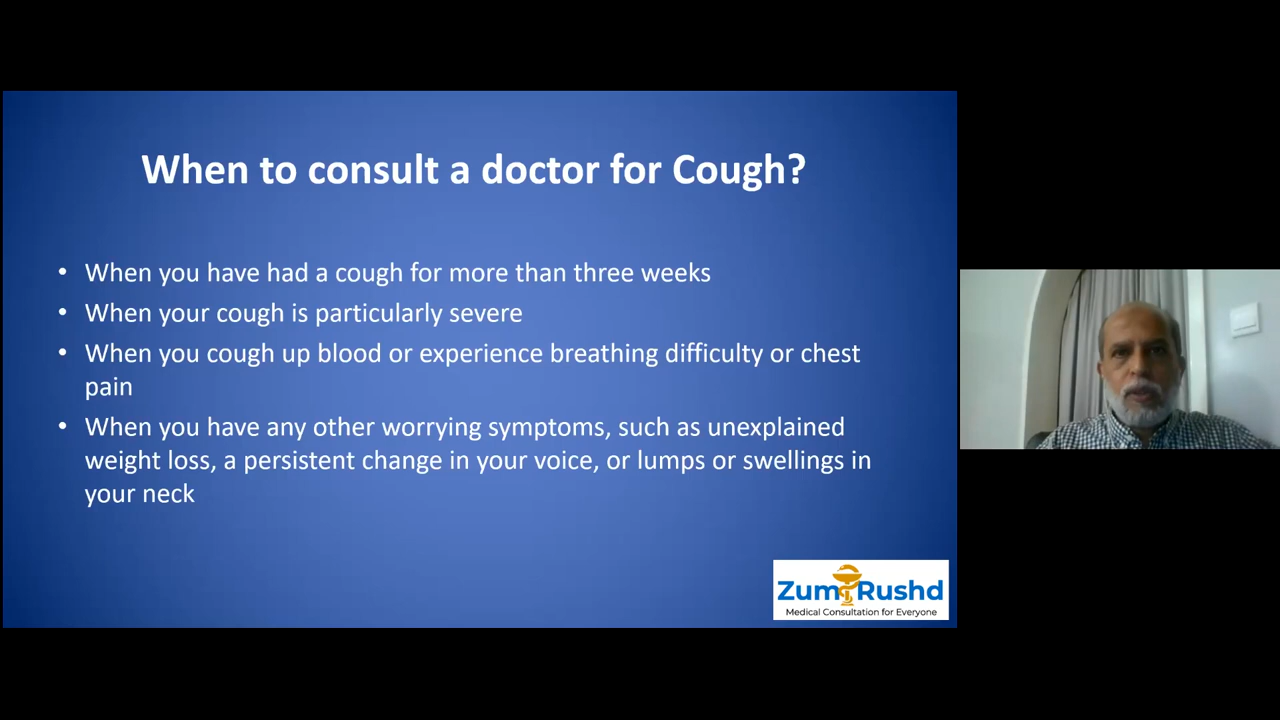 When to consult a doctor for Cough?
• When you have had a cough for more than three weeks
• When your cough is particularly severe
• When you cough up blood or experience breathing difficulty or chest
pain
• When you have any other worrying symptoms, such as unexplained
weight loss, a persistent change in your voice, or lumps or swellings in
your neck
Zum Rushd
Medical Consultation for Everyone